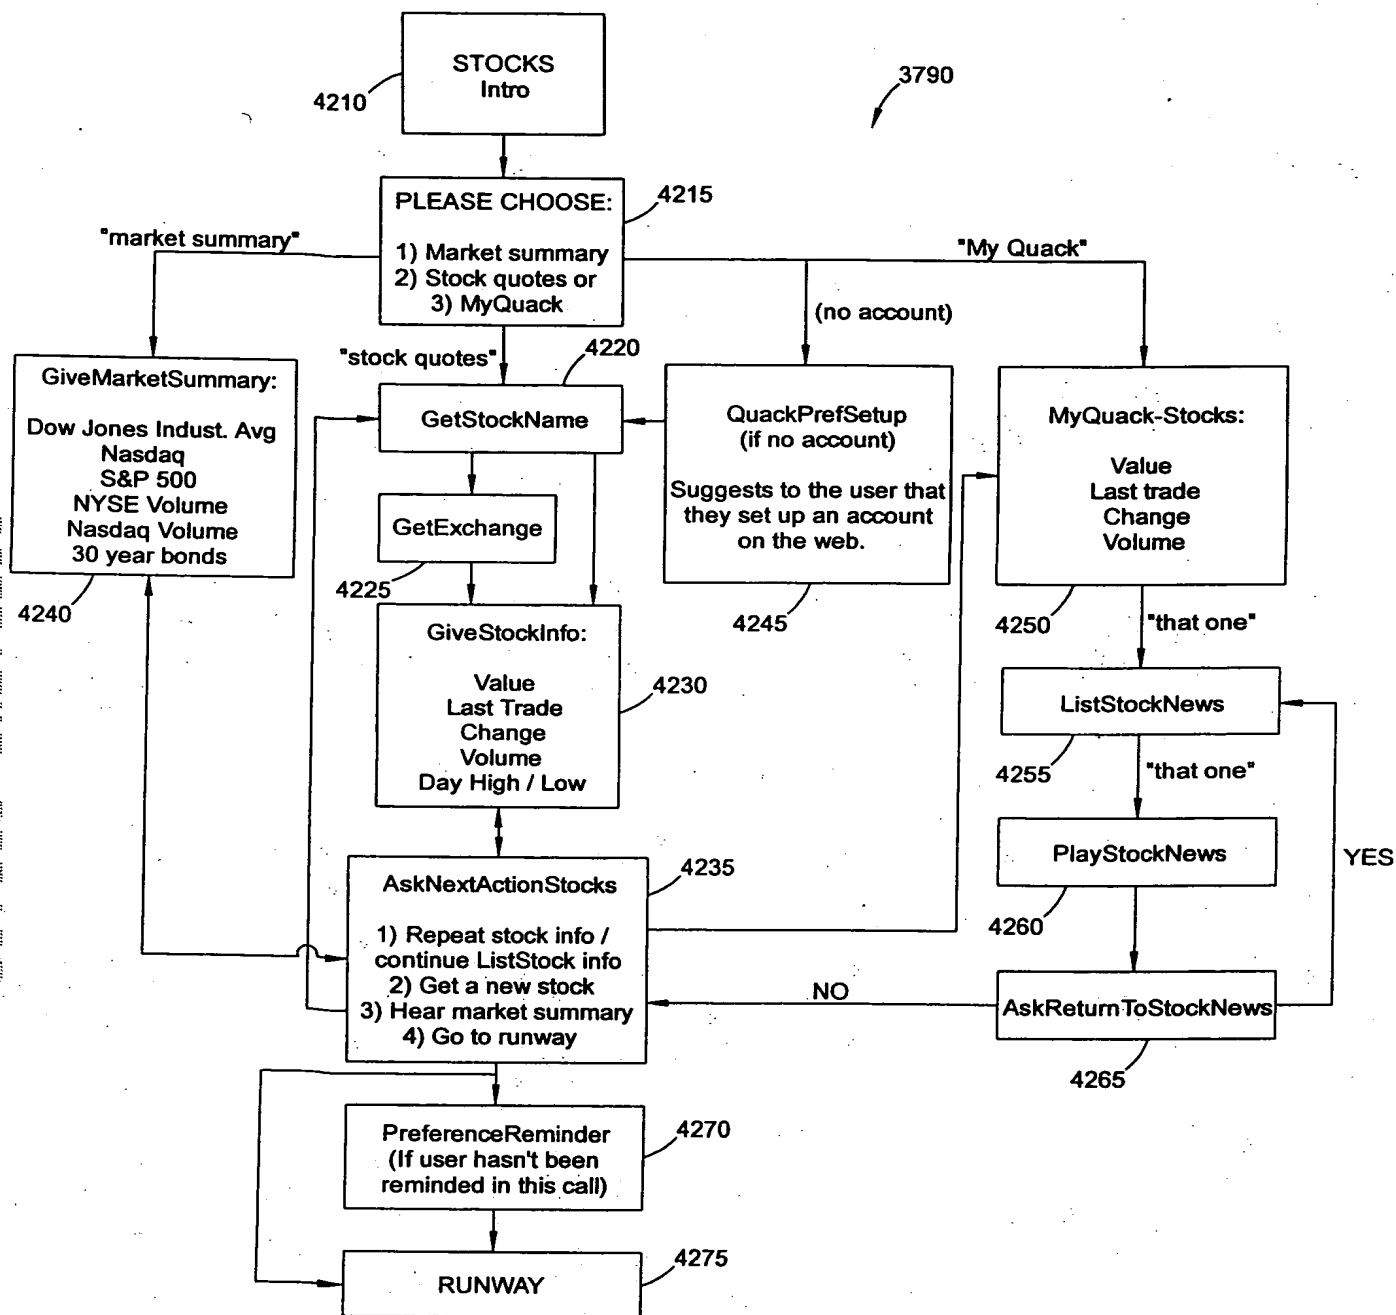 STOCKS
Intro
4210
3790
PLEASE CHOOSE:
1) Market summary
2) Stock quotes or
3) MyQuack
4215
"market summary"
"My Quack"
(no account)
"stock quotes"
4220
GiveMarketSummary:
Dow Jones Indust. Avg
Nasdaq
S&P 500
NYSE Volume
Nasdaq Volume
30 year bonds
4240
GetStockName
GetExchange
4225
QuackPrefSetup
(if no account)
Suggests to the user that
they set up an account
on the web.
4245
MyQuack-Stocks:
Value
Last trade
Change
Volume
4250
"that one"
GiveStockInfo:
Value
Last Trade
Change
Volume
Day High / Low
4230
ListStockNews
4255
"that one"
PlayStockNews
4260
YES
AskNextActionStocks
1) Repeat stock info /
continue ListStock info
2) Get a new stock
3) Hear market summary
4) Go to runway
4235
NO
AskReturnToStockNews
4265
PreferenceReminder
(If user hasn't been
reminded in this call)
4270
RUNWAY
4275